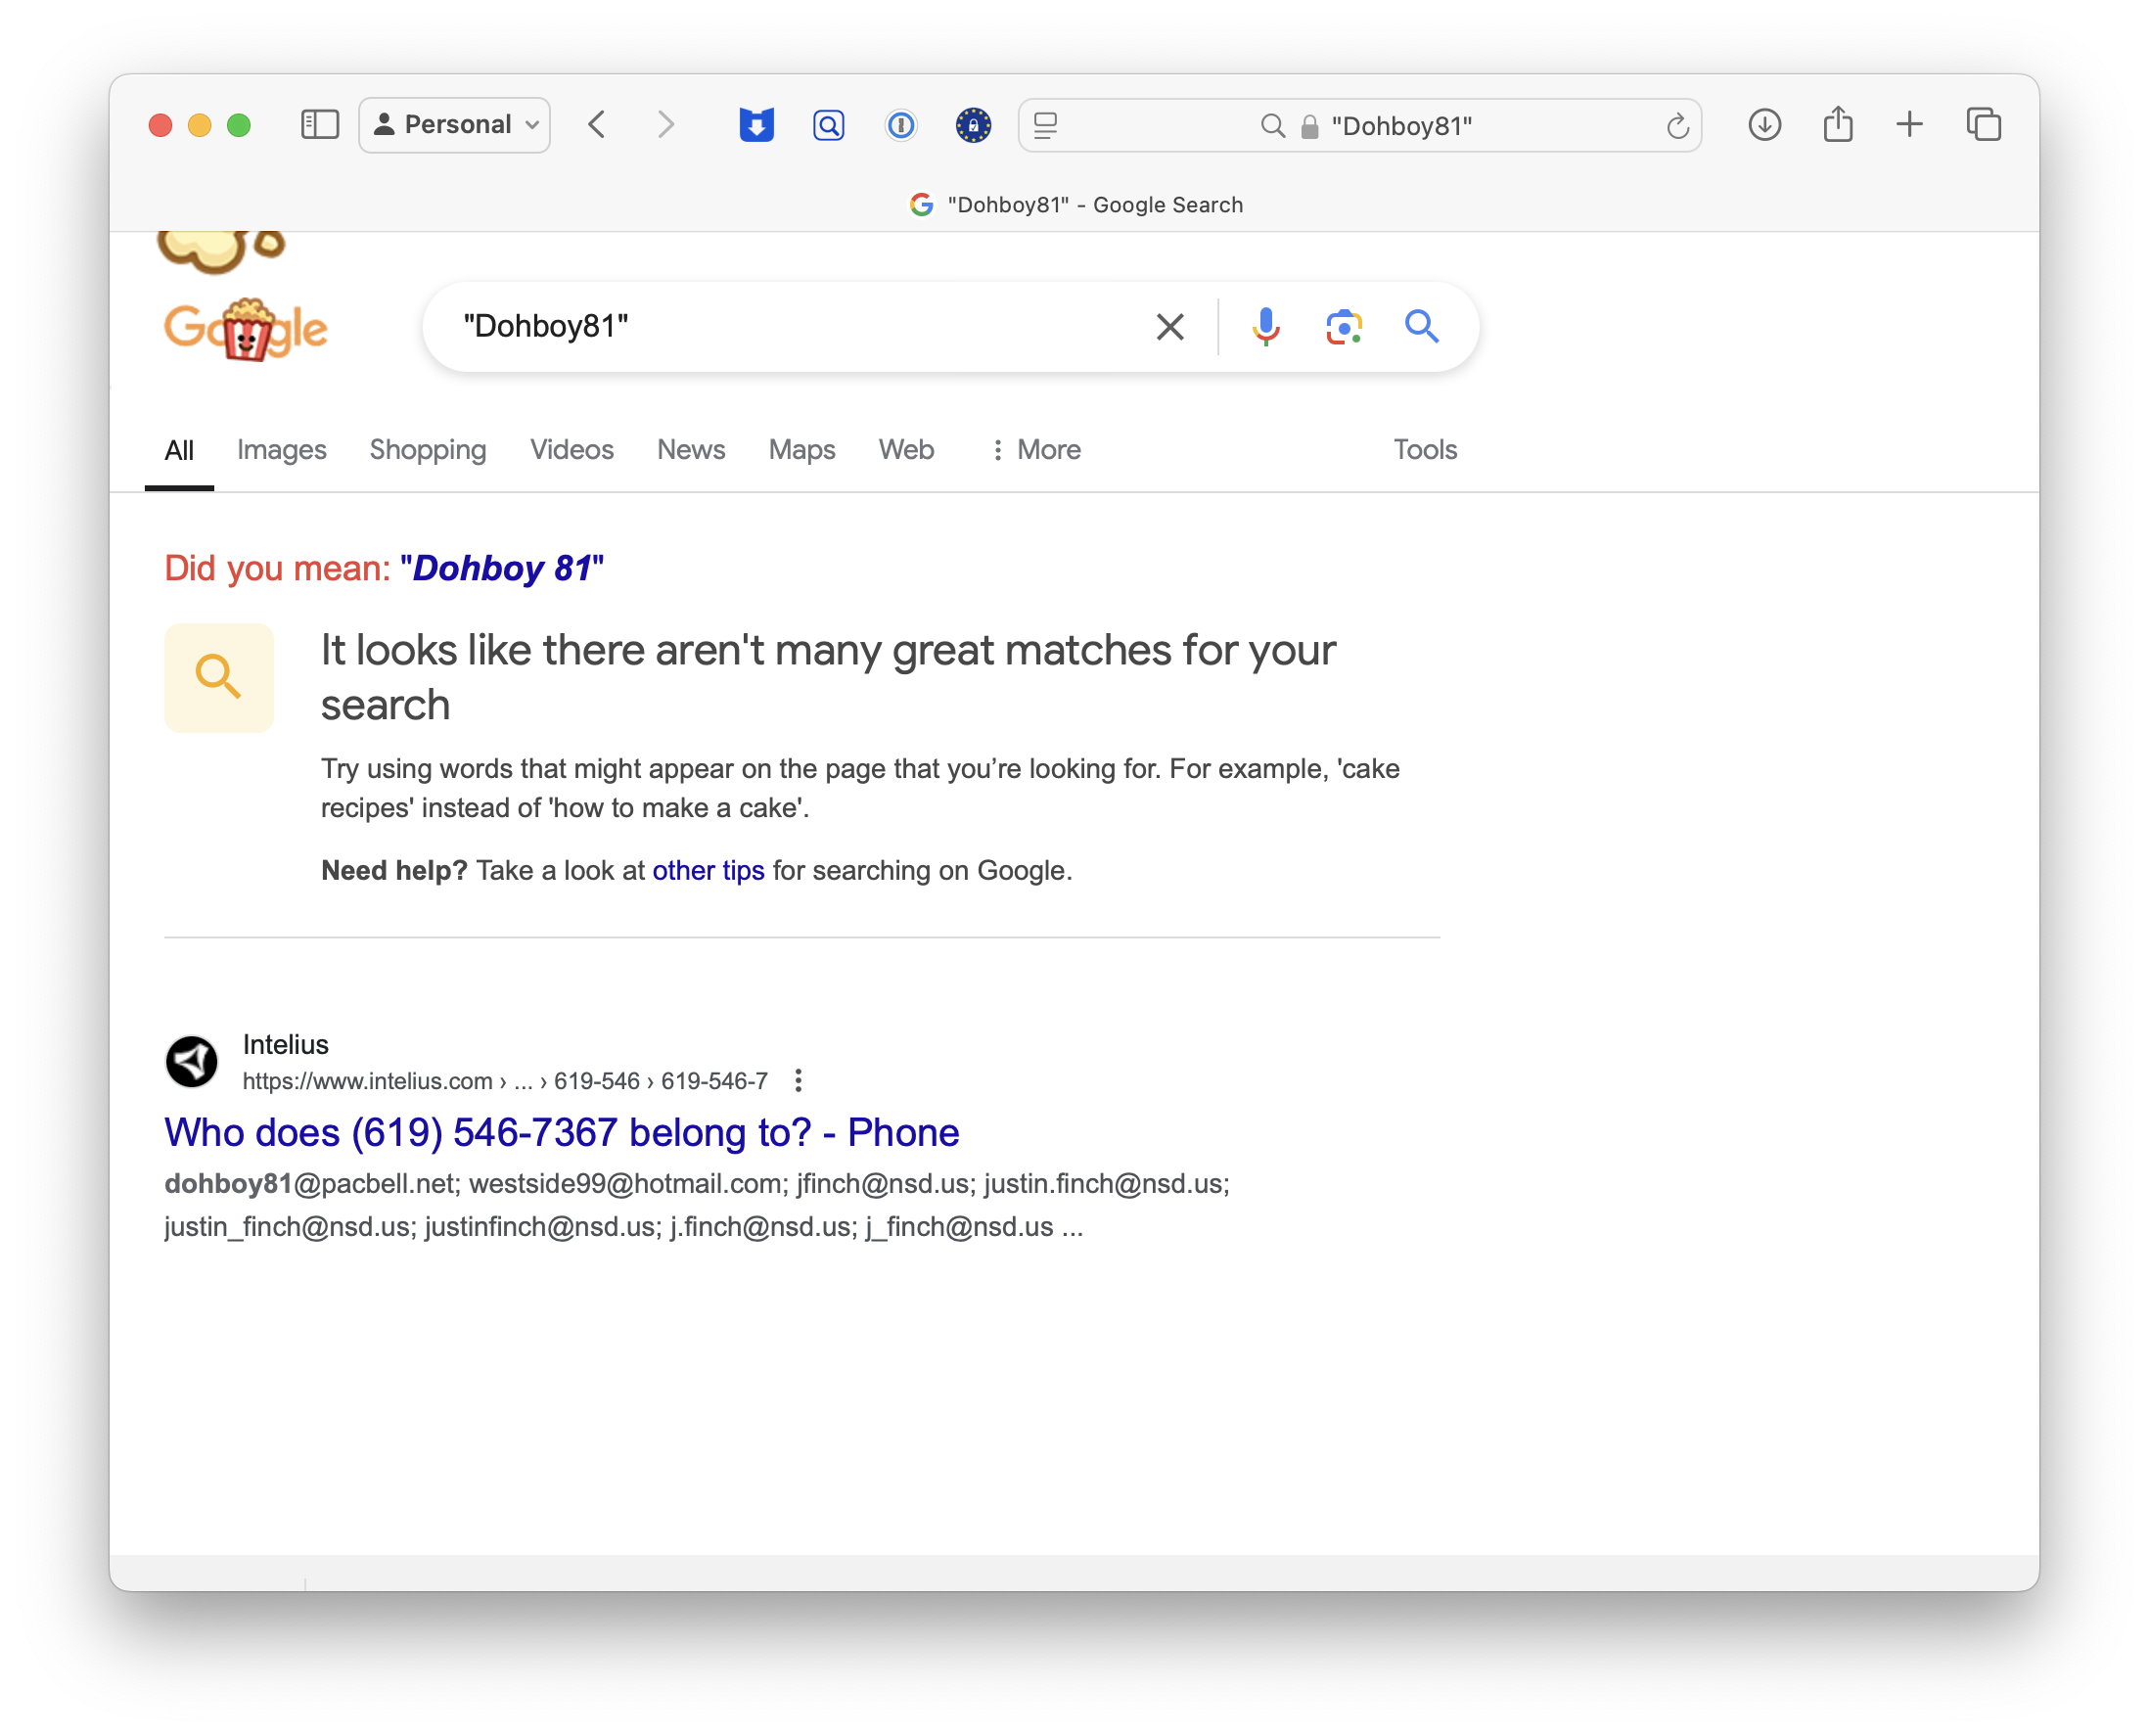 Personal
"Dohboy81"
"Dohboy81" - Google Search
Google
"Dohboy81"
All Images Shopping Videos News Maps Web More Tools
Did you mean: "Dohboy 81"
It looks like there aren't many great matches for your
search
Try using words that might appear on the page that you’re looking for. For example, 'cake
recipes' instead of 'how to make a cake'.
Need help? Take a look at other tips for searching on Google.
Intelius
https://www.intelius.com › ... › 619-546 › 619-546-7
Who does (619) 546-7367 belong to? - Phone
dohboy81@pacbell.net; westside99@hotmail.com; jfinch@nsd.us; justin.finch@nsd.us;
justin_finch@nsd.us; justinfinch@nsd.us; j.finch@nsd.us; j_finch@nsd.us ...